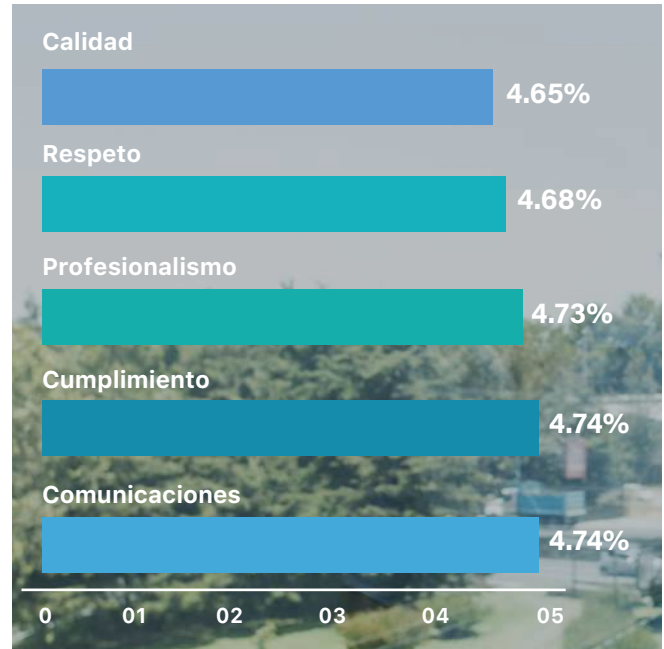 Calidad
4.65%
Respeto
4.68%
Profesionalismo
4.73%
Cumplimiento
4.74%
Comunicaciones
4.74%
0 01 02 03 04 05